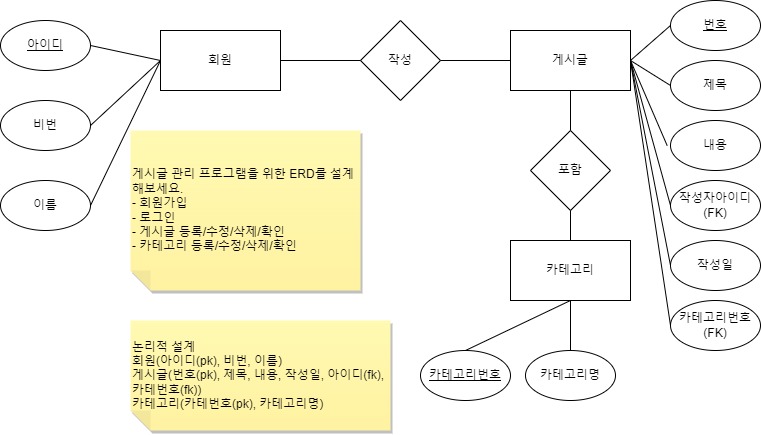 아이디
비번
이름
회원
작성
게시글
번호
제목
내용
작성자아이디
(FK)
작성일
카테고리번호
(FK)
포함
카테고리
카테고리번호
카테고리명
게시글 관리 프로그램을 위한 ERD를 설계
해보세요.
- 회원가입
- 로그인
- 게시글 등록/수정/삭제/확인
- 카테고리 등록/수정/삭제/확인
논리적 설계
회원(아이디(pk), 비번, 이름)
게시글(번호(pk), 제목, 내용, 작성일, 아이디(fk),
카테번호(fk))
카테고리(카테번호(pk), 카테고리명)